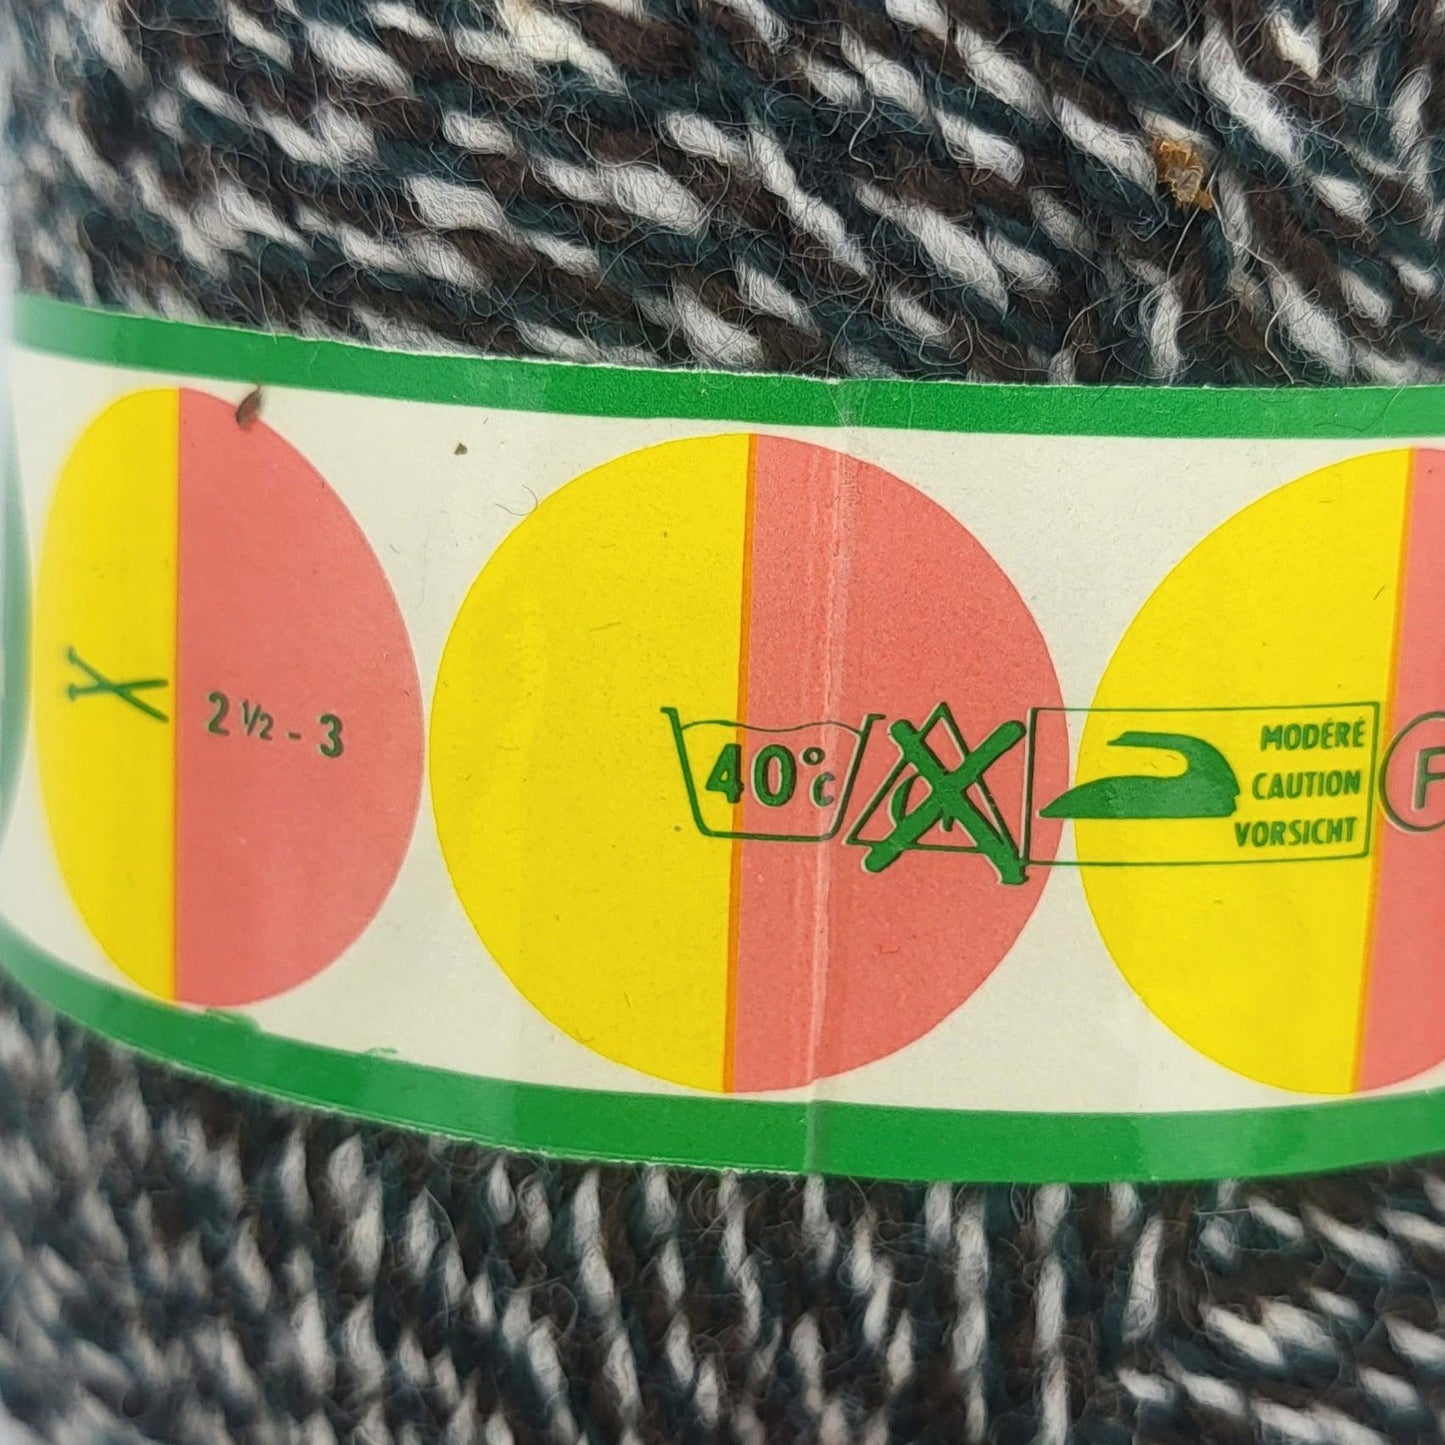 2 ½ - 3
40°C
MODÉRÉ
CAUTION
VORSICHT
F